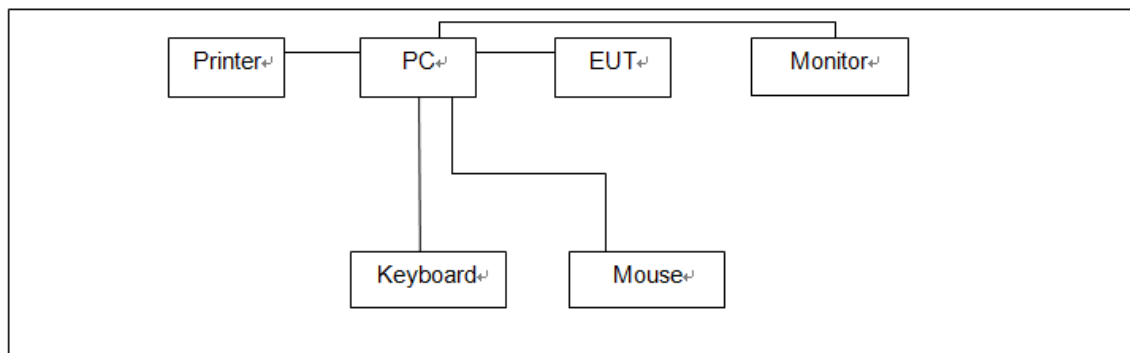 Printer
PC
EUT
Monitor
Keyboard
Mouse